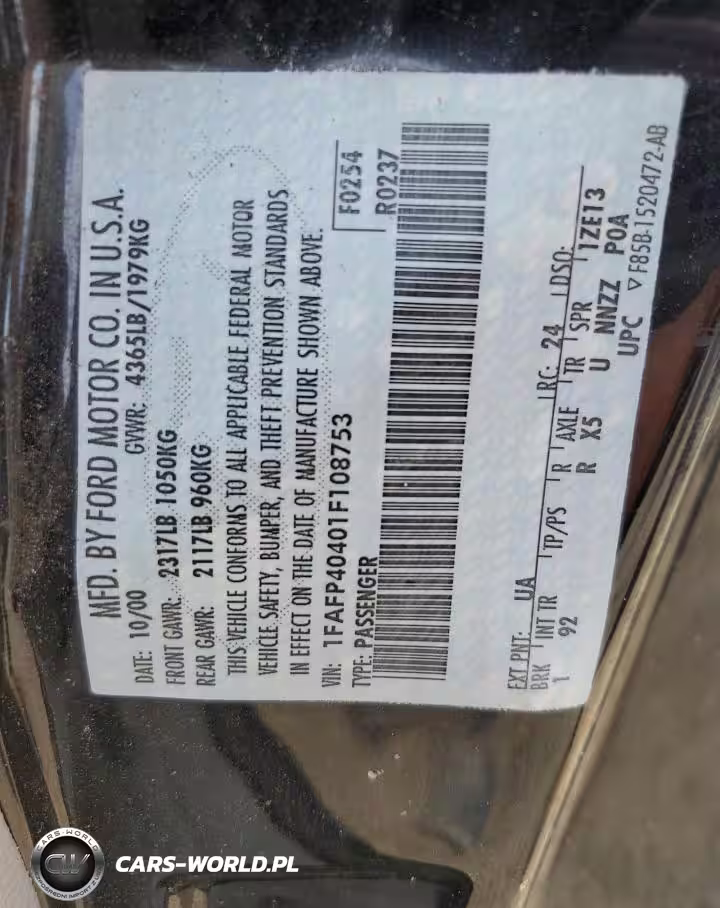 MFD. BY FORD MOTOR CO. IN U.S.A.
DATE: 10/00 GVWR: 4365LB/1979KG
FRONT GAWR: 2317LB 1050KG
REAR GAWR: 2117LB 960KG
THIS VEHICLE CONFORMS TO ALL APPLICABLE FEDERAL MOTOR
VEHICLE SAFETY, BUMPER, AND THEFT PREVENTION STANDARDS
IN EFFECT ON THE DATE OF MANUFACTURE SHOWN ABOVE.
VIN: 1FAFP40401F108753 F0254
TYPE: PASSENGER R0237
EXT PNT: UA RC: 24 DSO:
BRK INT TR TP/PS R AXLE TR SPR 1ZE13
1 92 R X5 U NNZZ P0A
UPC F85B-1520472-AB
CARS-WORLD
CW
CARS-WORLD.PL